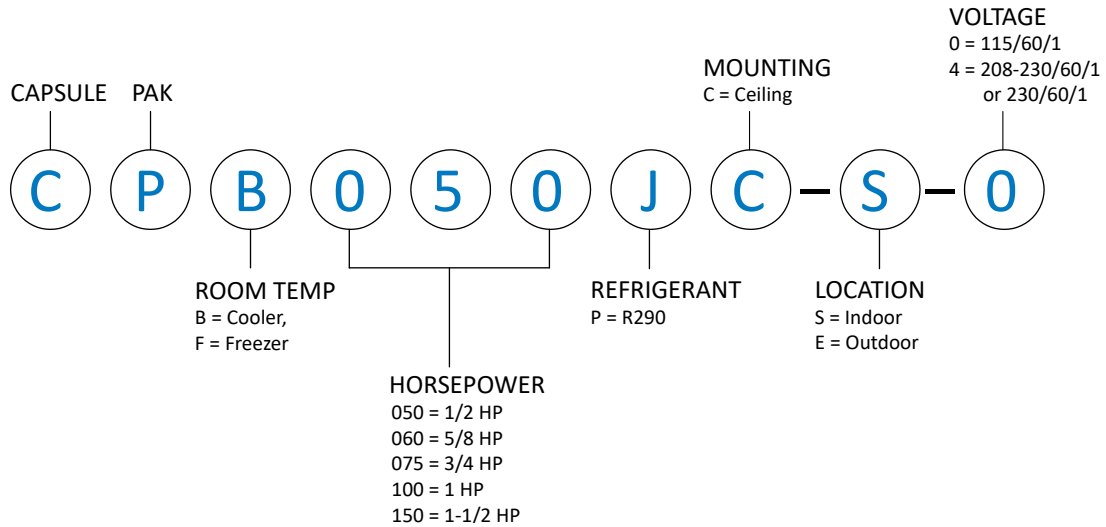 VOLTAGE
0 = 115/60/1
4 = 208-230/60/1
or 230/60/1
MOUNTING
C = Ceiling
CAPSULE PAK
C P B 0 5 0 J C – S – 0
ROOM TEMP
B = Cooler,
F = Freezer
HORSEPOWER
050 = 1/2 HP
060 = 5/8 HP
075 = 3/4 HP
100 = 1 HP
150 = 1-1/2 HP
REFRIGERANT
P = R290
LOCATION
S = Indoor
E = Outdoor